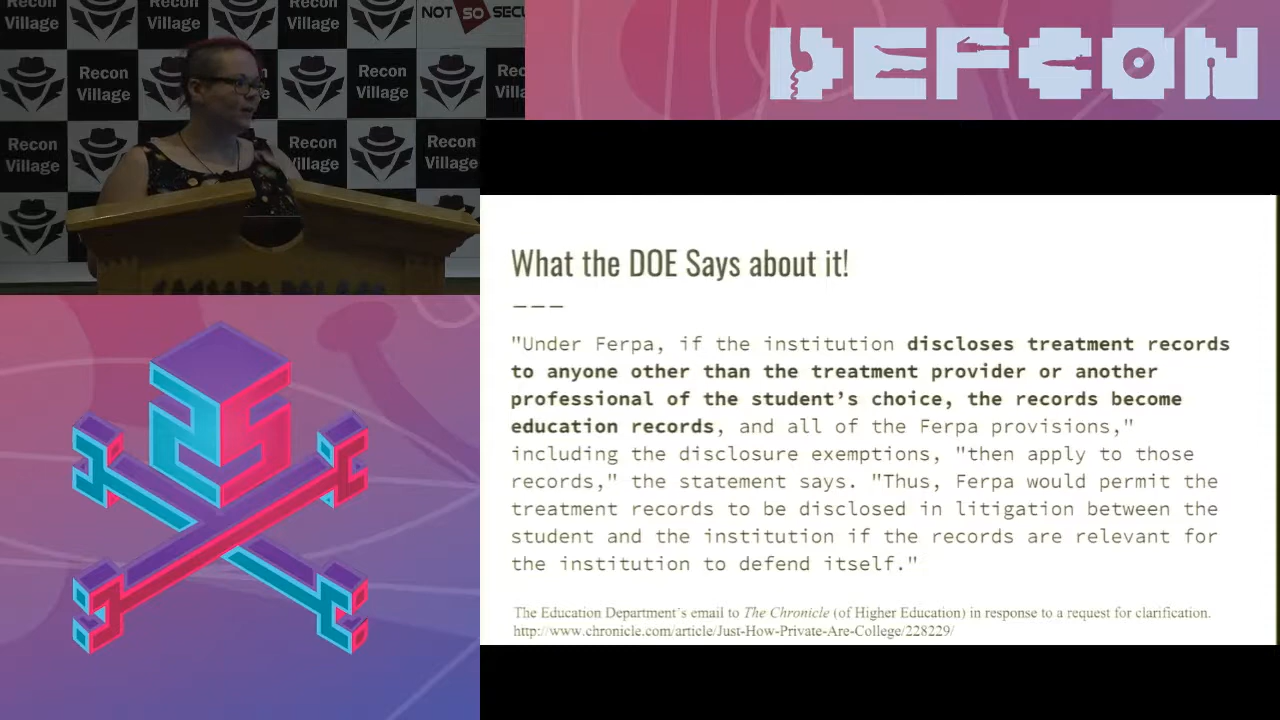 Recon
Village
Recon
Village
Recon
Village
NOT SO SECU
Recon
Village
Recon
Village
Recon
Village
Recon
Village
Recon
Village
DEFCON
25
What the DOE Says about it!
"Under Ferpa, if the institution discloses treatment records
to anyone other than the treatment provider or another
professional of the student’s choice, the records become
education records, and all of the Ferpa provisions,"
including the disclosure exemptions, "then apply to those
records," the statement says. "Thus, Ferpa would permit the
treatment records to be disclosed in litigation between the
student and the institution if the records are relevant for
the institution to defend itself."
The Education Department's email to The Chronicle (of Higher Education) in response to a request for clarification.
http://www.chronicle.com/article/Just-How-Private-Are-College/228229/